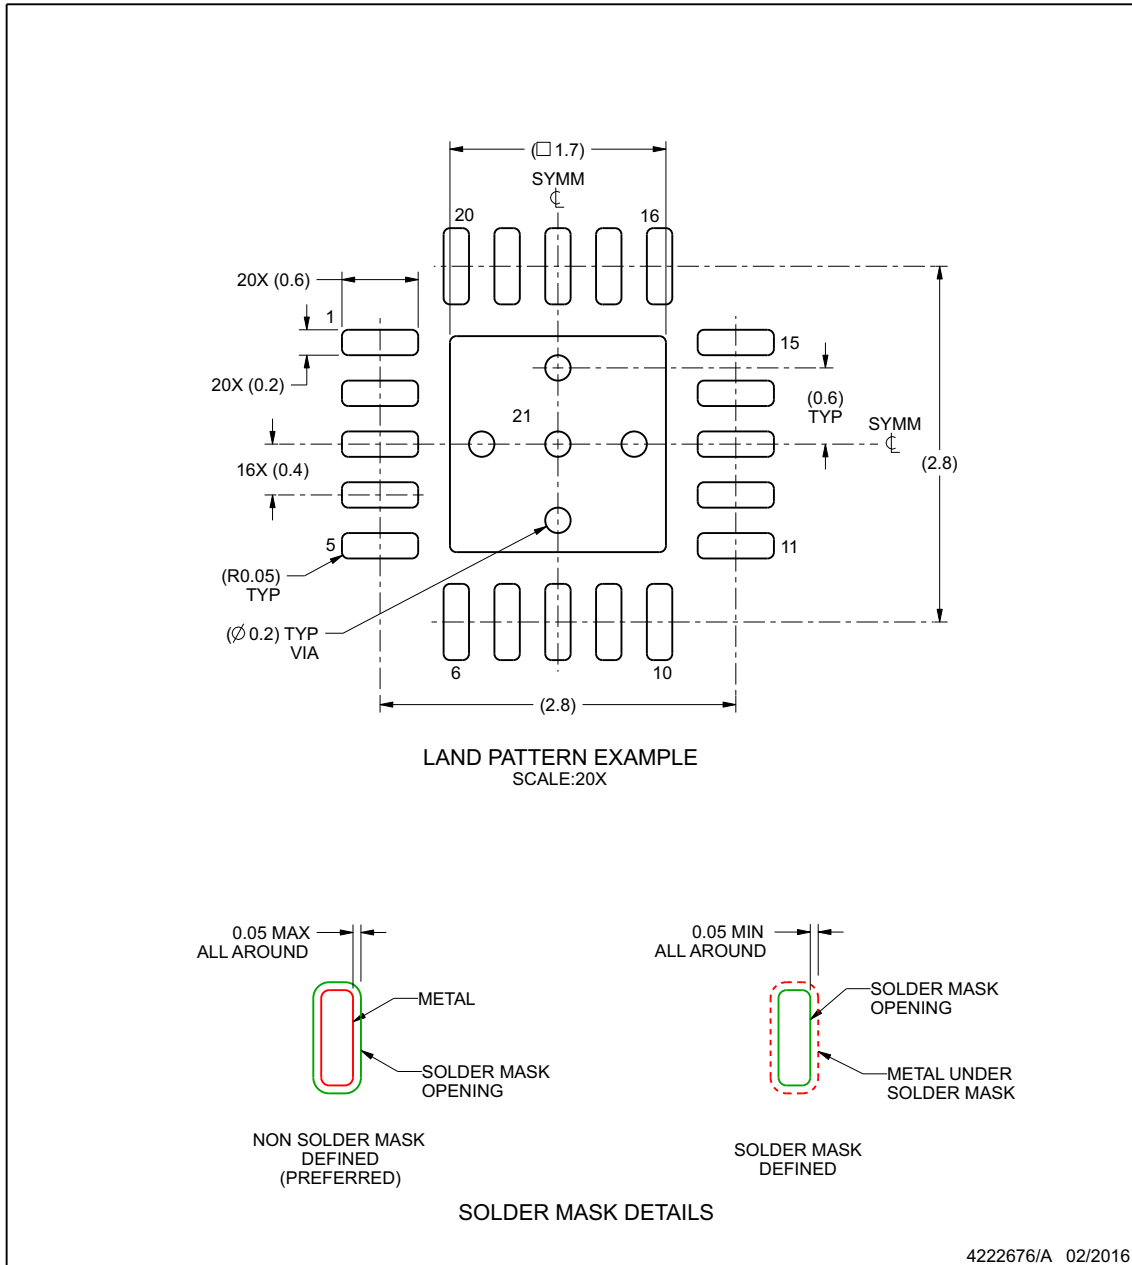 (□1.7)
SYMM
℄
20
16
20X (0.6)
1
15
20X (0.2)
(0.6)
TYP
21
SYMM
℄
16X (0.4)
(2.8)
5
11
(R0.05)
TYP
(∅0.2) TYP
VIA
6
10
(2.8)
LAND PATTERN EXAMPLE
SCALE:20X
0.05 MAX
ALL AROUND
METAL
SOLDER MASK
OPENING
NON SOLDER MASK
DEFINED
(PREFERRED)
0.05 MIN
ALL AROUND
SOLDER MASK
OPENING
METAL UNDER
SOLDER MASK
SOLDER MASK
DEFINED
SOLDER MASK DETAILS
4222676/A 02/2016